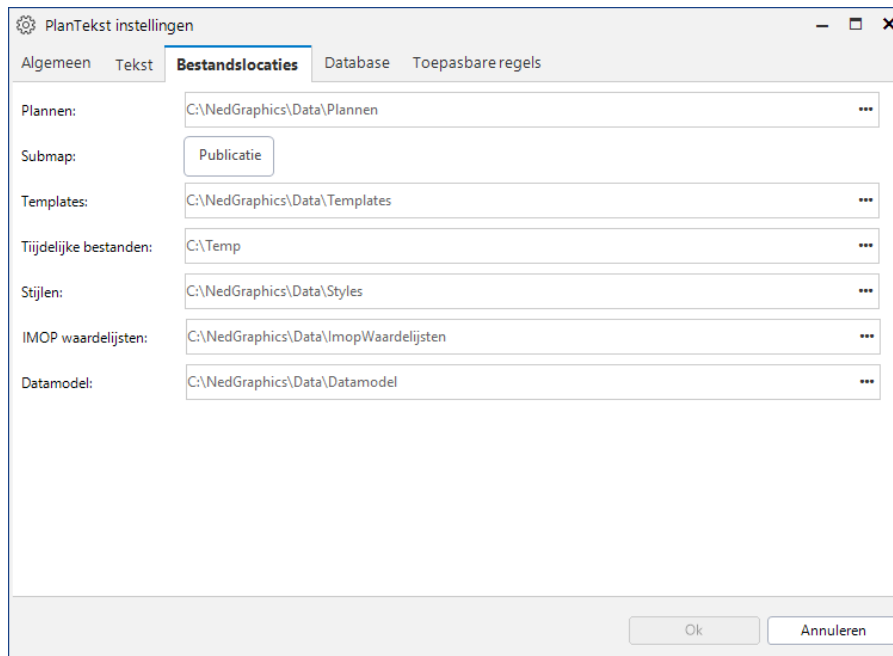 PlanTekst instellingen
Algemeen Tekst Bestandslocaties Database Toepasbare regels
Plannen: C:\NedGraphics\Data\Plannen
Submap: Publicatie
Templates: C:\NedGraphics\Data\Templates
Tiijdelijke bestanden: C:\Temp
Stijlen: C:\NedGraphics\Data\Styles
IMOP waardelijsten: C:\NedGraphics\Data\ImopWaardelijsten
Datamodel: C:\NedGraphics\Data\Datamodel
Ok Annuleren